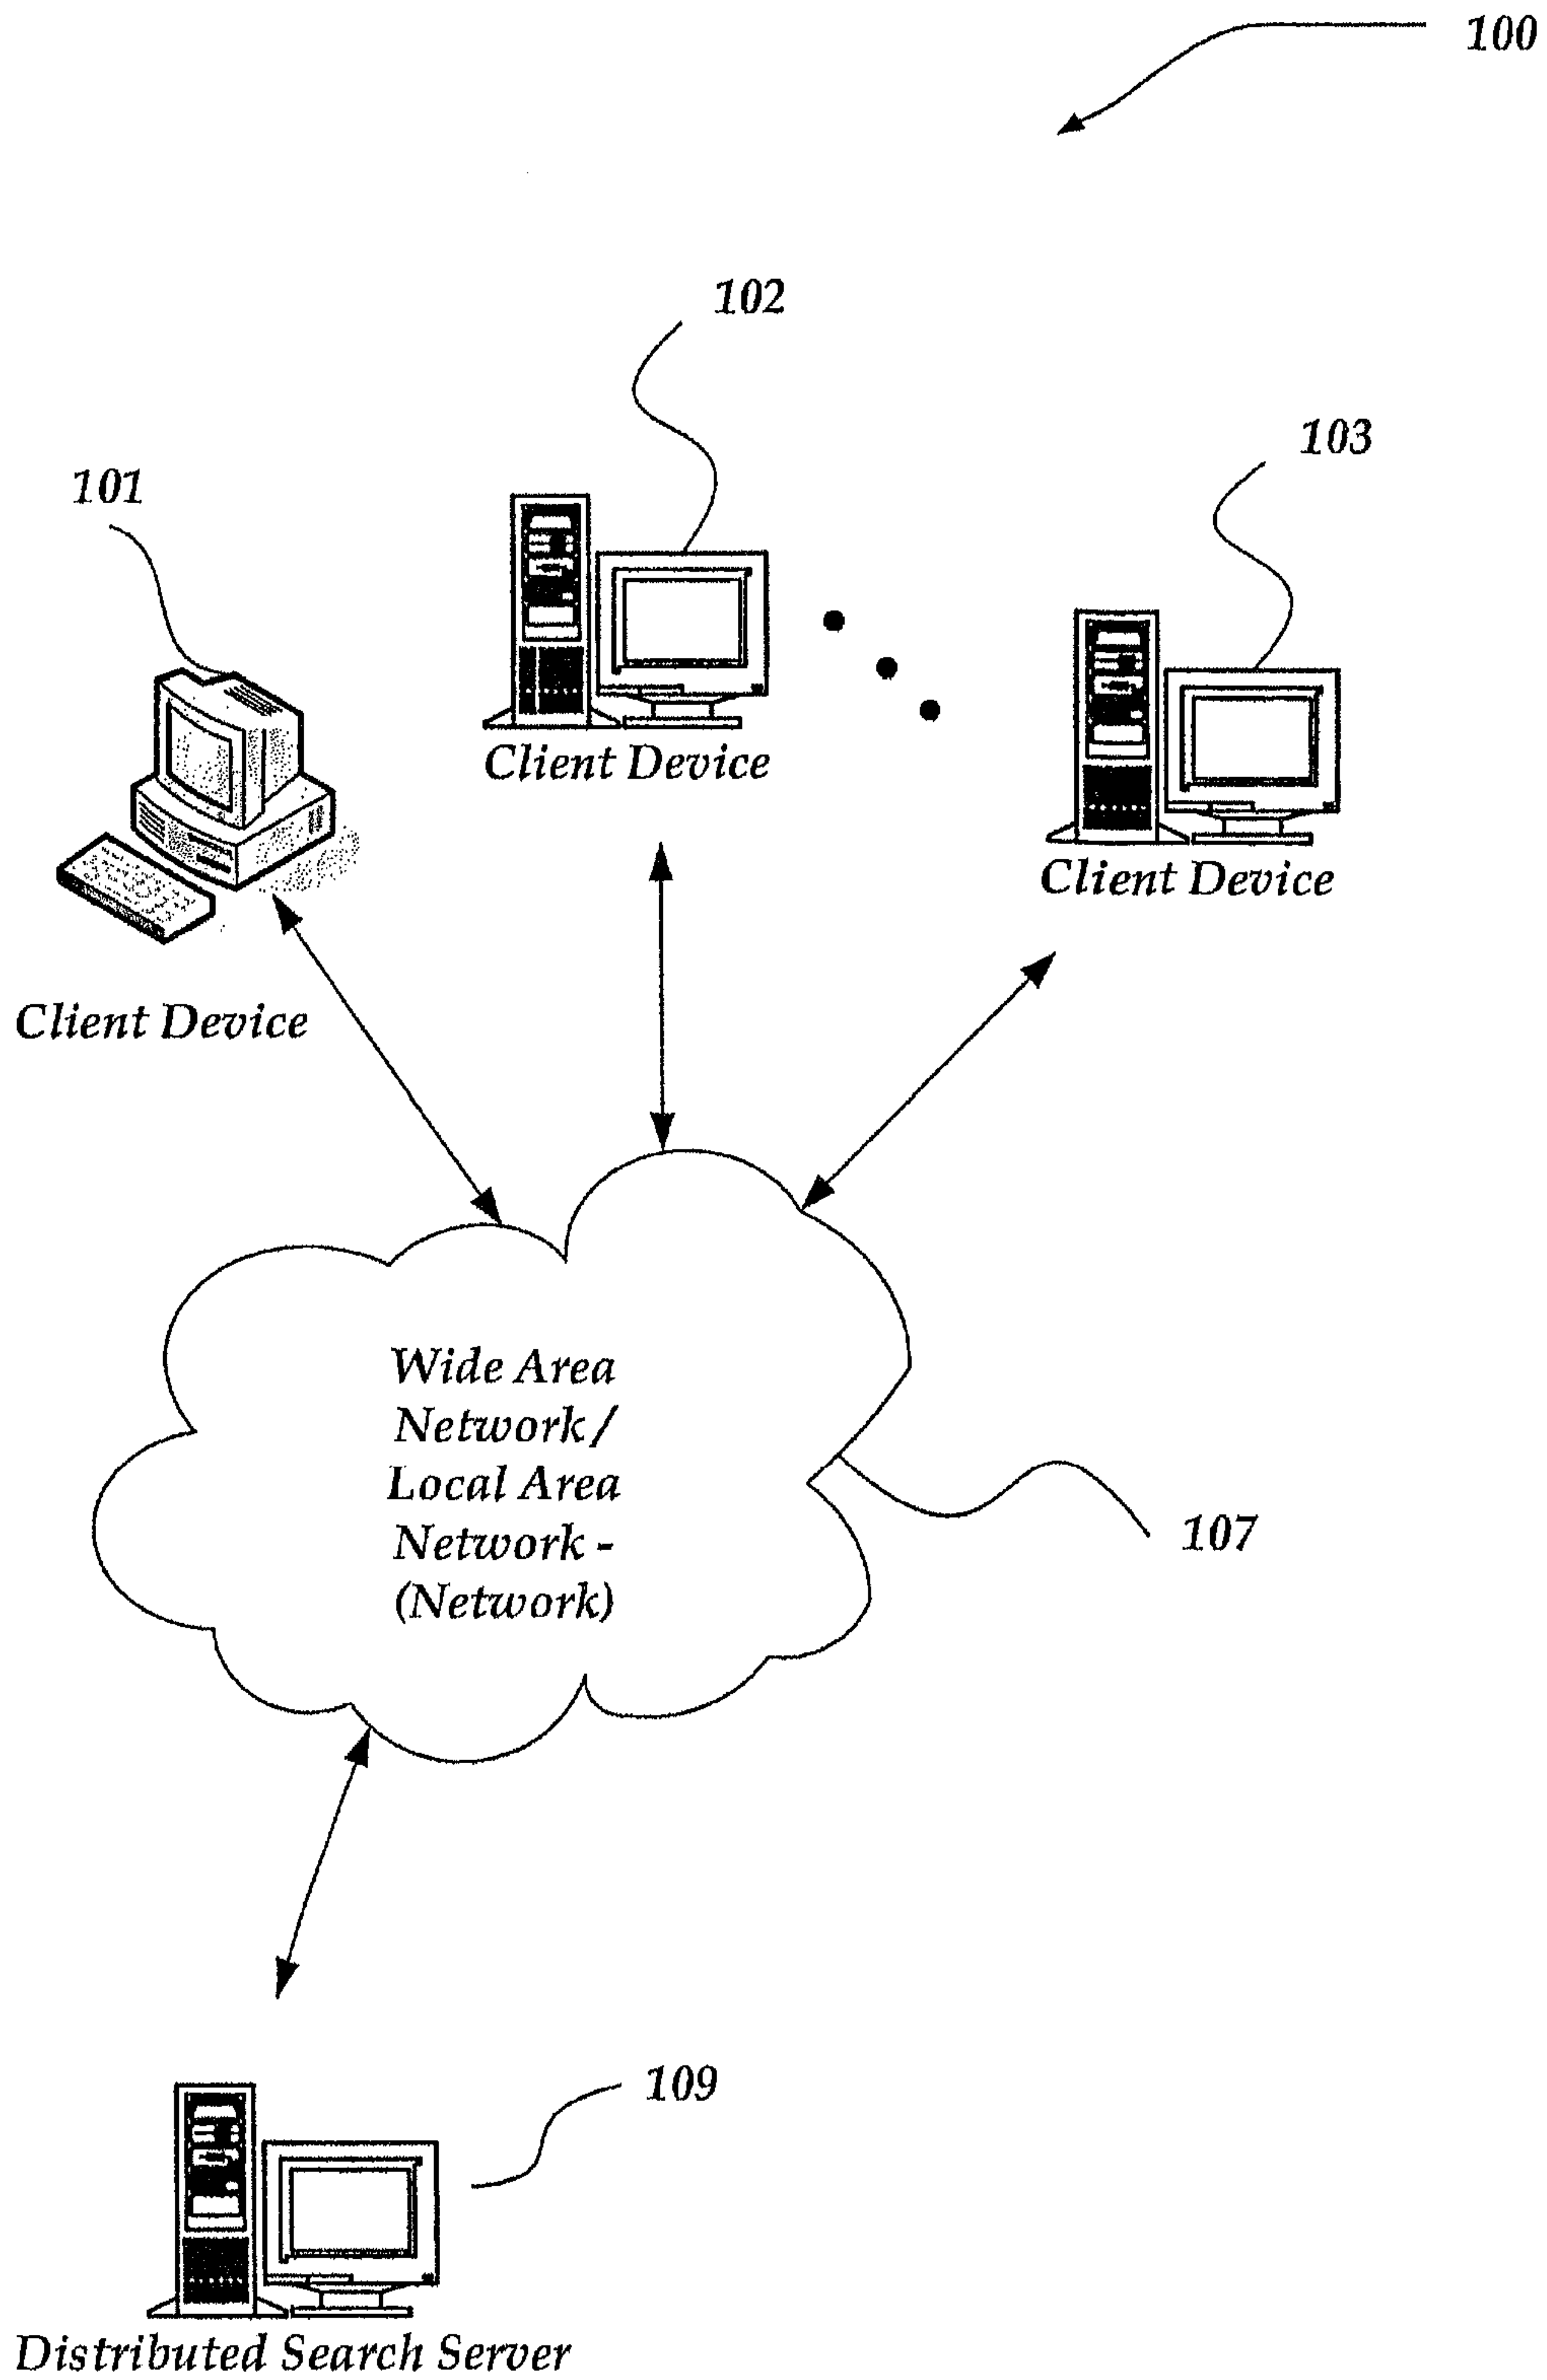 100
102
103
101
Client Device
Client Device
Client Device
Wide Area
Network /
Local Area
Network -
(Network)
107
109
Distributed Search Server